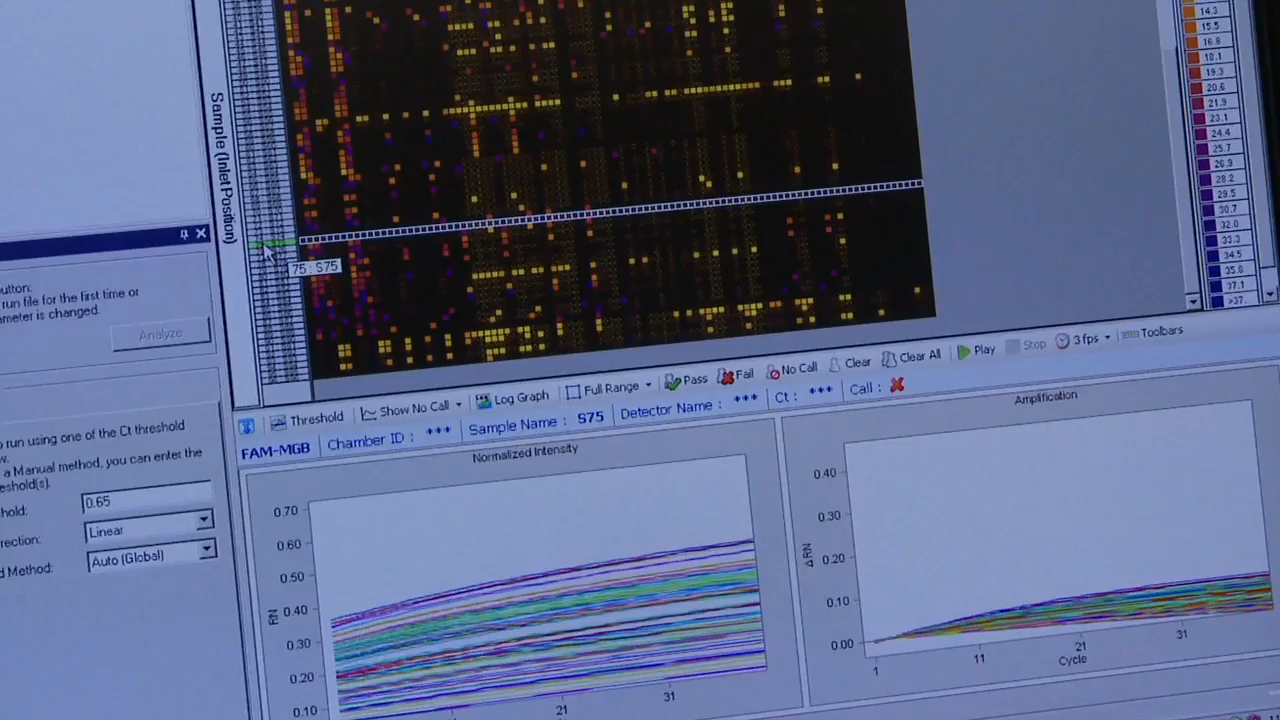 14.3
15.5
16.8
18.1
19.3
20.6
21.9
23.1
24.4
25.7
26.9
28.2
29.5
30.7
32.0
33.3
34.5
35.8
37.1
>37.
Sample (Inlet Position)
75 : S75
button:
run file for the first time or
meter is changed.
Analyze
run using one of the Ct threshold
a Manual method, you can enter the
hold:
0.65
rection:
Linear
d Method:
Auto (Global)
Threshold
Show No Call
Log Graph
Full Range
Pass
Fail
No Call
Clear
Clear All
Play
Stop
3 fps
Toolbars
FAM-MGB
Chamber ID : ***
Sample Name : S75
Detector Name : ***
Ct : ***
Call :
Normalized Intensity
0.70
0.60
0.50
0.40
0.30
0.20
0.10
RN
21
31
Amplification
0.40
0.30
0.20
0.10
0.00
ΔRN
1
11
21
31
Cycle